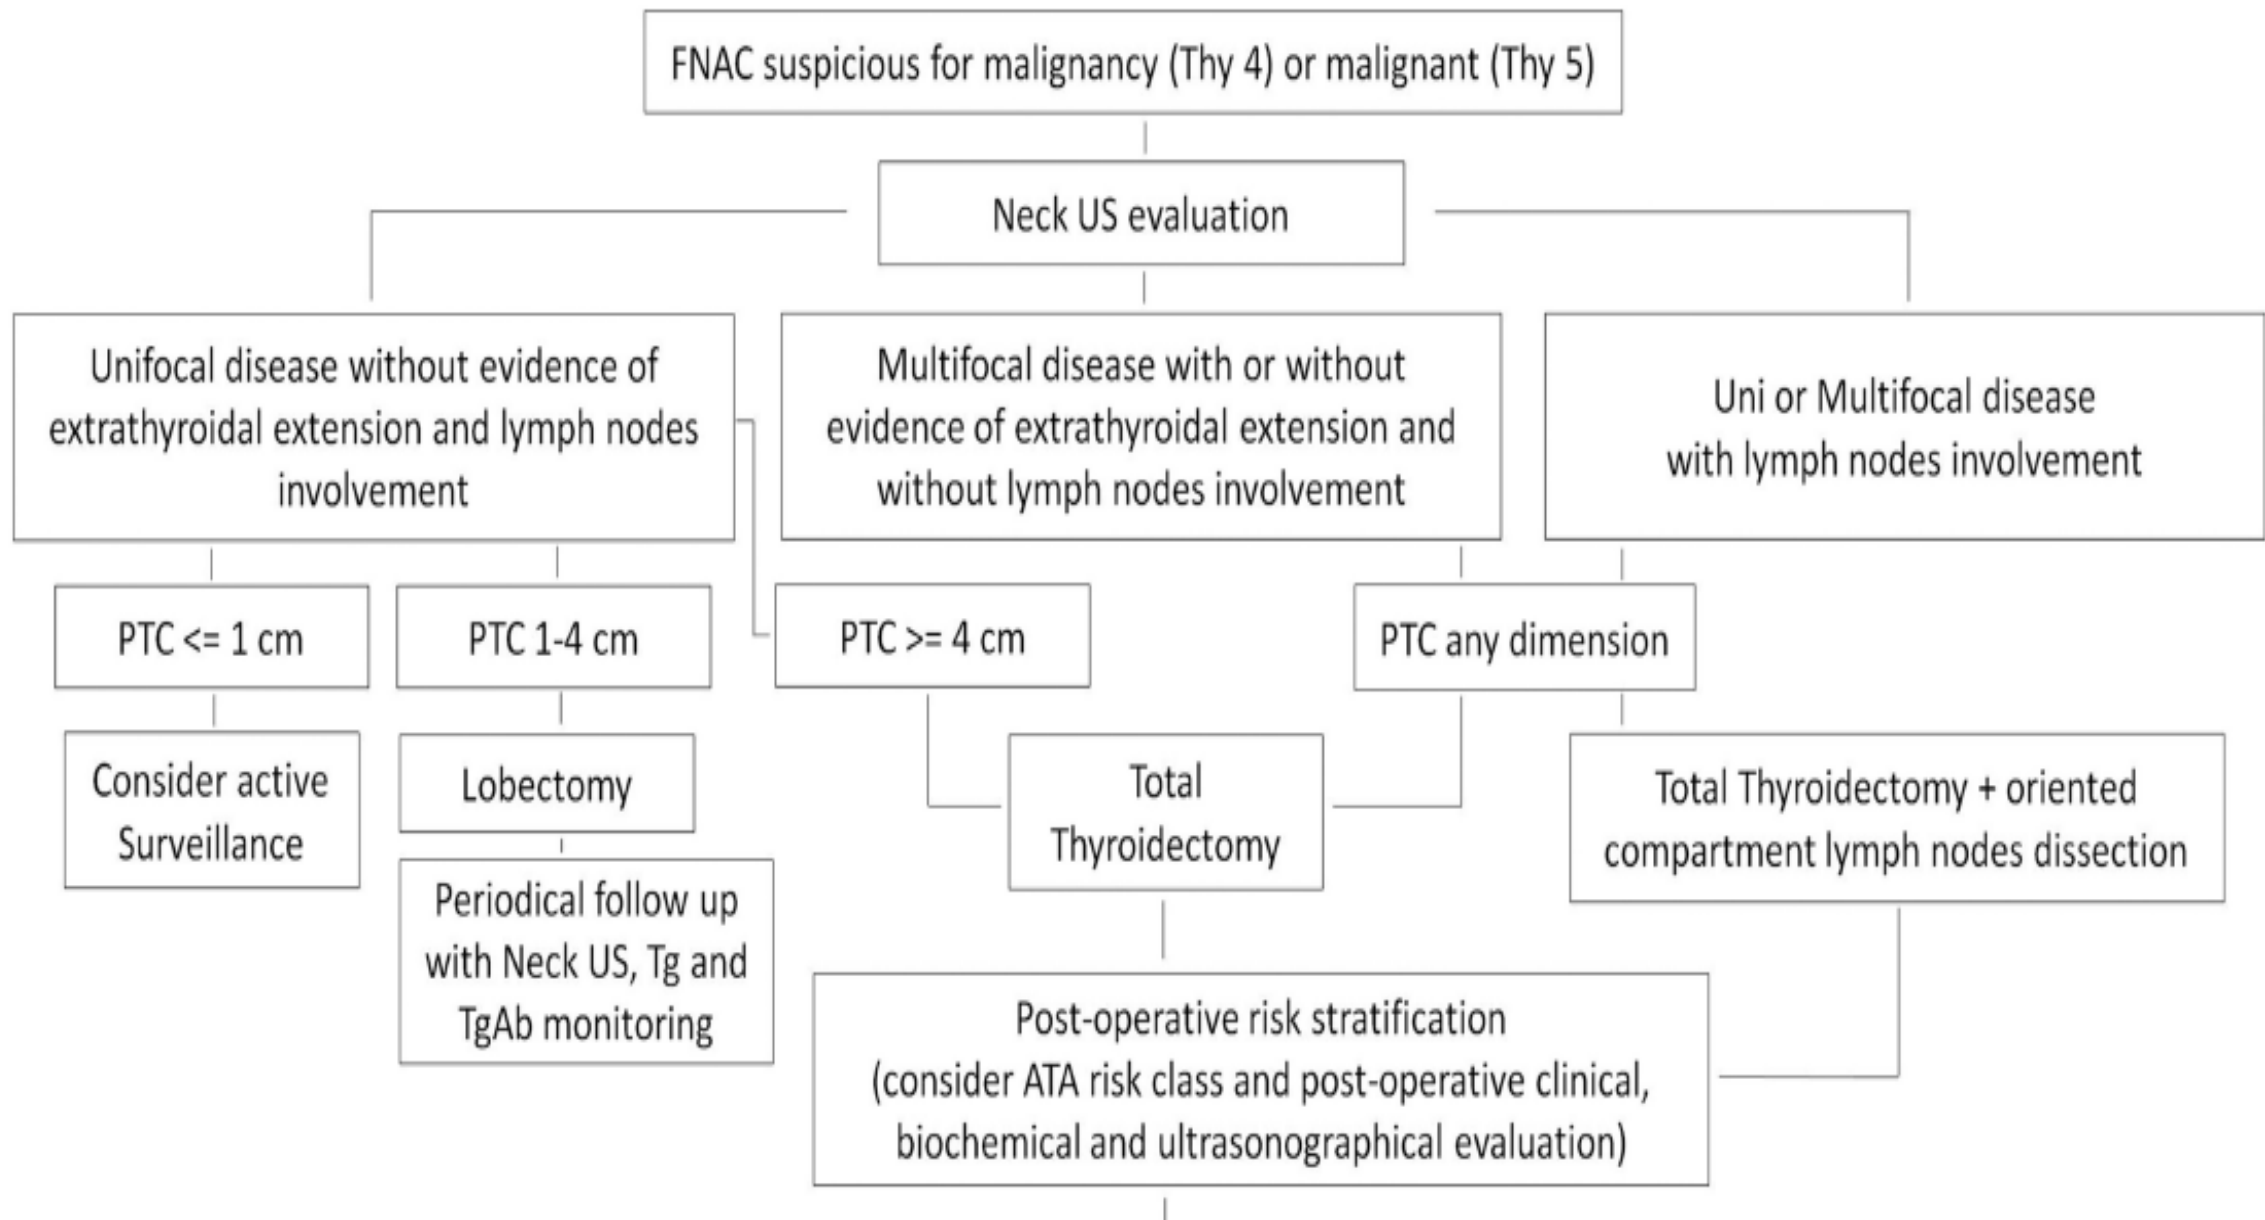 FNAC suspicious for malignancy (Thy 4) or malignant (Thy 5)
Neck US evaluation
Unifocal disease without evidence of
extrathyroidal extension and lymph nodes
involvement
Multifocal disease with or without
evidence of extrathyroidal extension and
without lymph nodes involvement
Uni or Multifocal disease
with lymph nodes involvement
PTC <= 1 cm
PTC 1-4 cm
PTC >= 4 cm
PTC any dimension
Consider active
Surveillance
Lobectomy
Total
Thyroidectomy
Total Thyroidectomy + oriented
compartment lymph nodes dissection
Periodical follow up
with Neck US, Tg and
TgAb monitoring
Post-operative risk stratification
(consider ATA risk class and post-operative clinical,
biochemical and ultrasonographical evaluation)